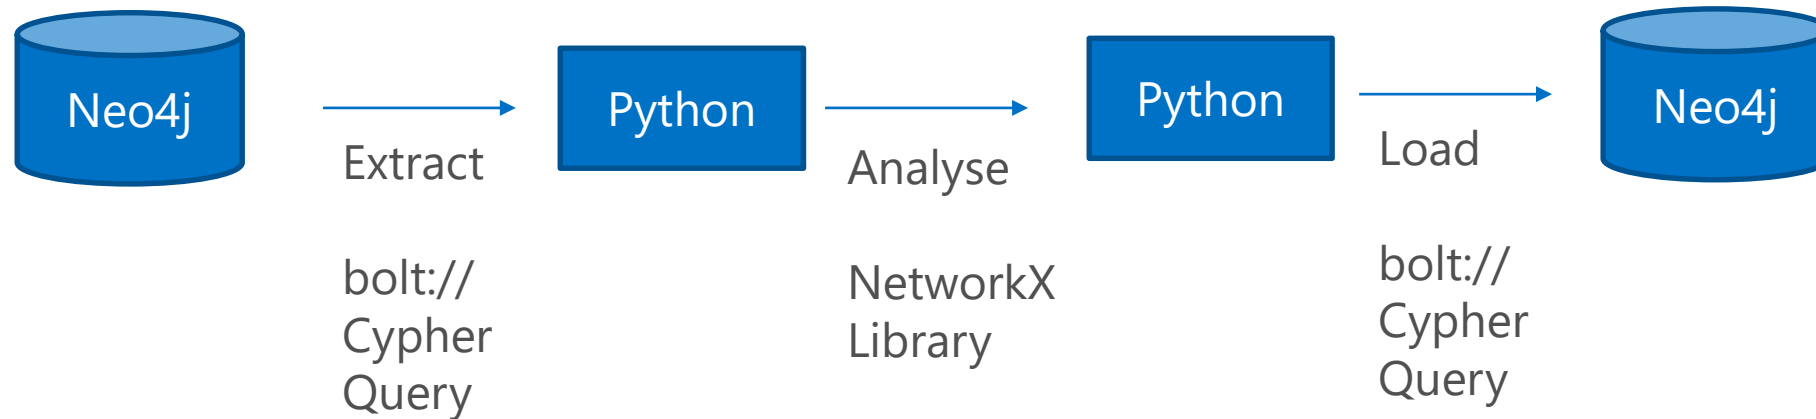 Neo4j
Extract
bolt://
Cypher
Query
Python
Analyse
NetworkX
Library
Python
Load
bolt://
Cypher
Query
Neo4j